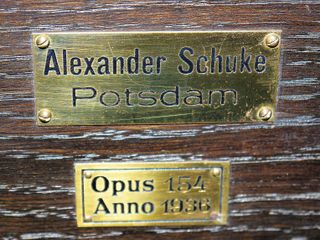 Alexander Schuke
Potsdam
Opus 154
Anno 1936